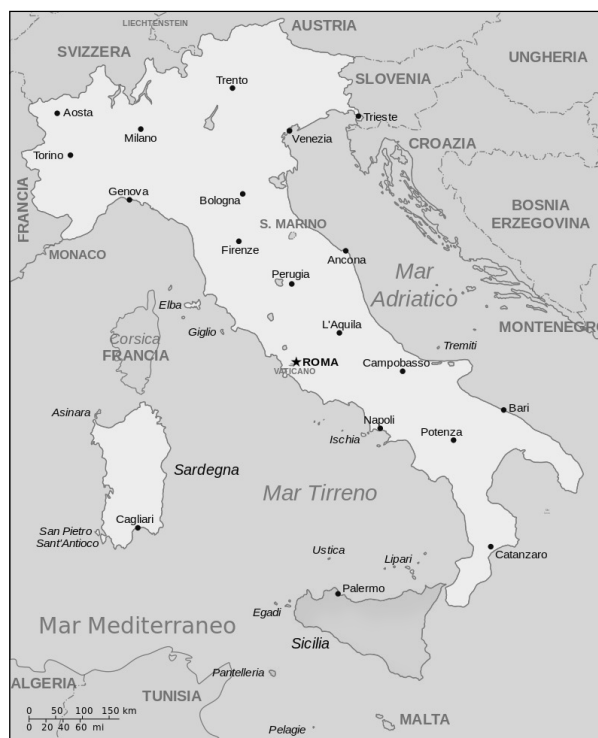 LIECHTENSTEIN
AUSTRIA
SVIZZERA
UNGHERIA
SLOVENIA
Trento
Aosta
Trieste
Milano
Venezia
CROAZIA
Torino
FRANCIA
Genova
Bologna
BOSNIA
ERZEGOVINA
S. MARINO
MONACO
Firenze
Ancona
Mar
Adriatico
Perugia
Elba
Giglio
L'Aquila
MONTENEGRO
Corsica
FRANCIA
Tremiti
ROMA
VATICANO
Campobasso
Asinara
Bari
Napoli
Ischia
Potenza
Sardegna
Mar Tirreno
Cagliari
San Pietro
Sant'Antioco
Ustica
Lipari
Catanzaro
Palermo
Egadi
Mar Mediterraneo
Sicilia
Pantelleria
ALGERIA
TUNISIA
0 50 100 150 km
0 20 40 60 mi
Pelagie
MALTA